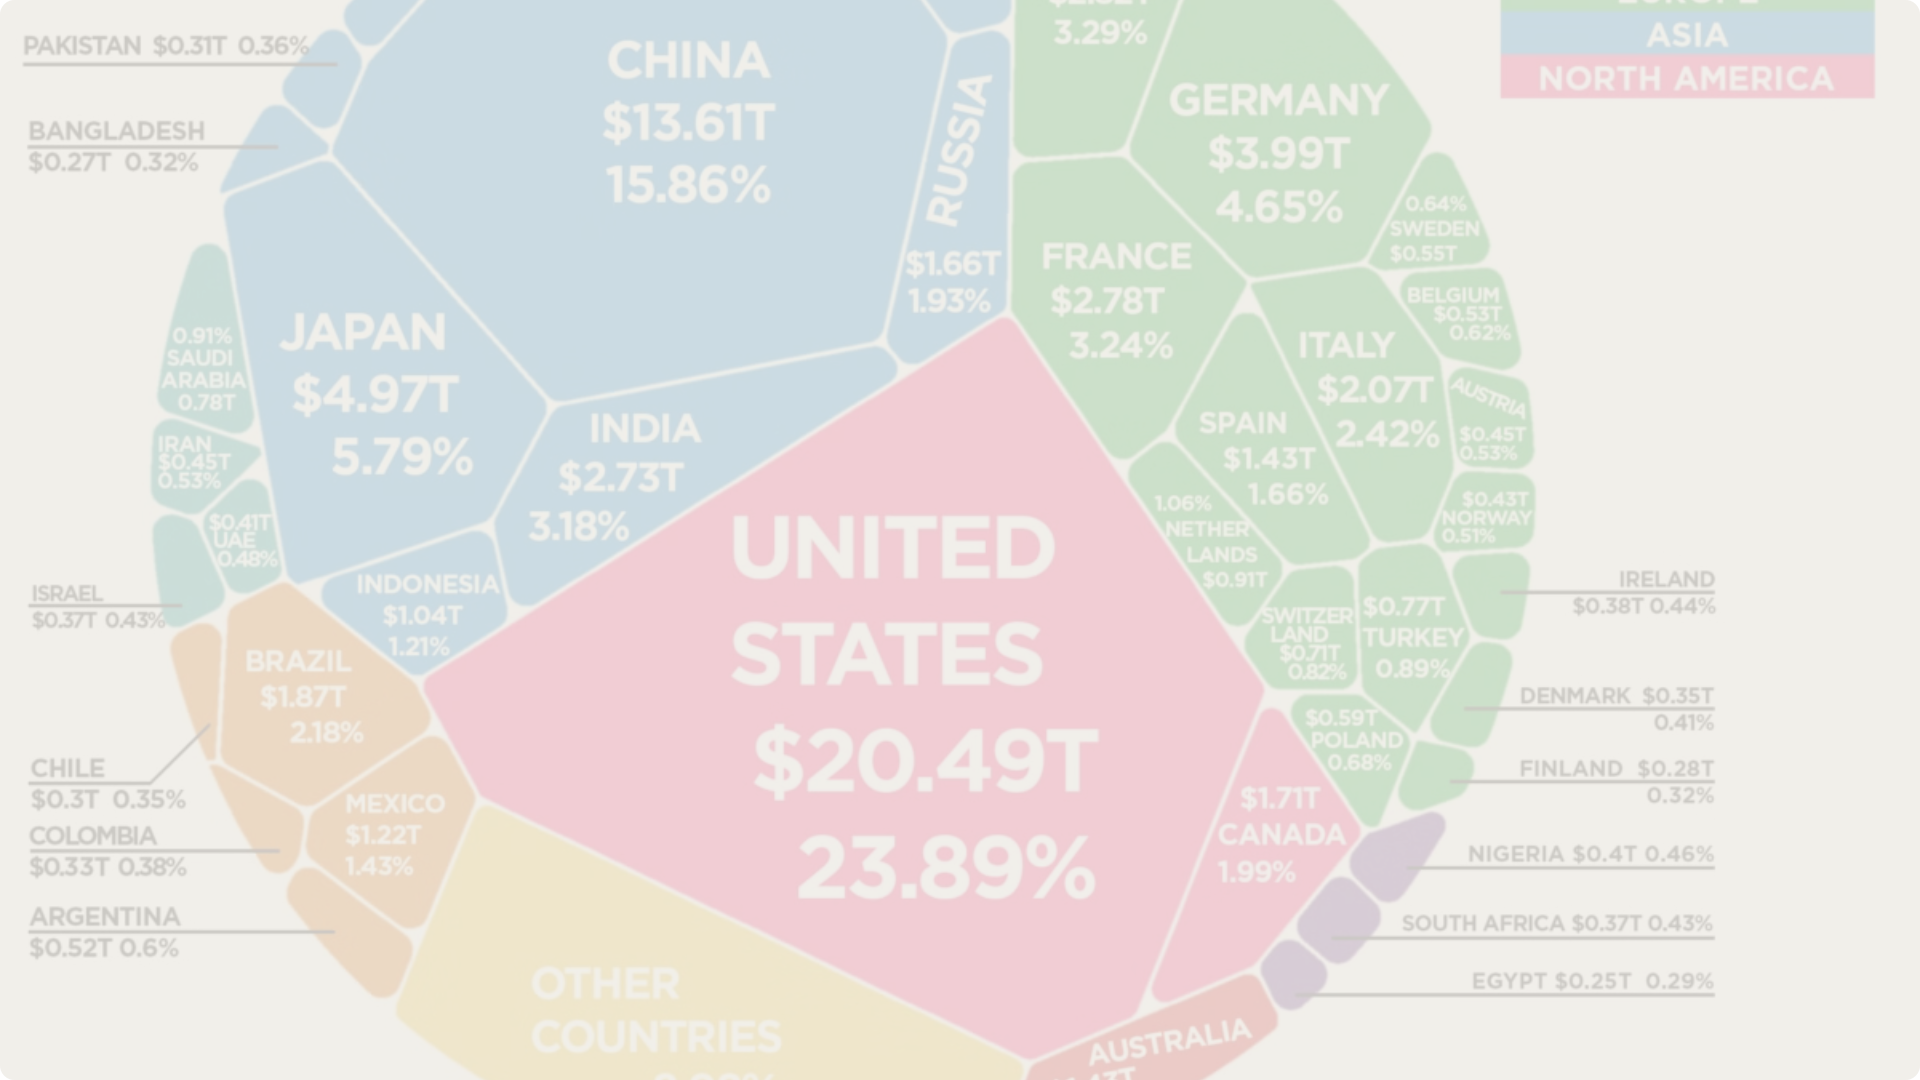 3.29%
EUROPE
ASIA
NORTH AMERICA
PAKISTAN $0.31T 0.36%
BANGLADESH
$0.27T 0.32%
CHINA
$13.61T
15.86%
RUSSIA
$1.66T
1.93%
GERMANY
$3.99T
4.65%
0.64%
SWEDEN
$0.55T
FRANCE
$2.78T
3.24%
BELGIUM
$0.53T
0.62%
0.91%
SAUDI
ARABIA
0.78T
JAPAN
$4.97T
5.79%
ITALY
$2.07T
2.42%
AUSTRIA
$0.45T
0.53%
INDIA
$2.73T
3.18%
SPAIN
$1.43T
1.66%
IRAN
$0.45T
0.53%
1.06%
NETHER
LANDS
$0.91T
$0.43T
NORWAY
0.51%
$0.41T
UAE
0.48%
UNITED
STATES
$20.49T
23.89%
INDONESIA
$1.04T
1.21%
ISRAEL
$0.37T 0.43%
IRELAND
$0.38T 0.44%
SWITZER
LAND
$0.71T
0.82%
$0.77T
TURKEY
0.89%
BRAZIL
$1.87T
2.18%
DENMARK $0.35T
0.41%
$0.59T
POLAND
0.68%
CHILE
$0.3T 0.35%
FINLAND $0.28T
0.32%
MEXICO
$1.22T
1.43%
$1.71T
CANADA
1.99%
COLOMBIA
$0.33T 0.38%
NIGERIA $0.4T 0.46%
ARGENTINA
$0.52T 0.6%
SOUTH AFRICA $0.37T 0.43%
EGYPT $0.25T 0.29%
OTHER
COUNTRIES
AUSTRALIA